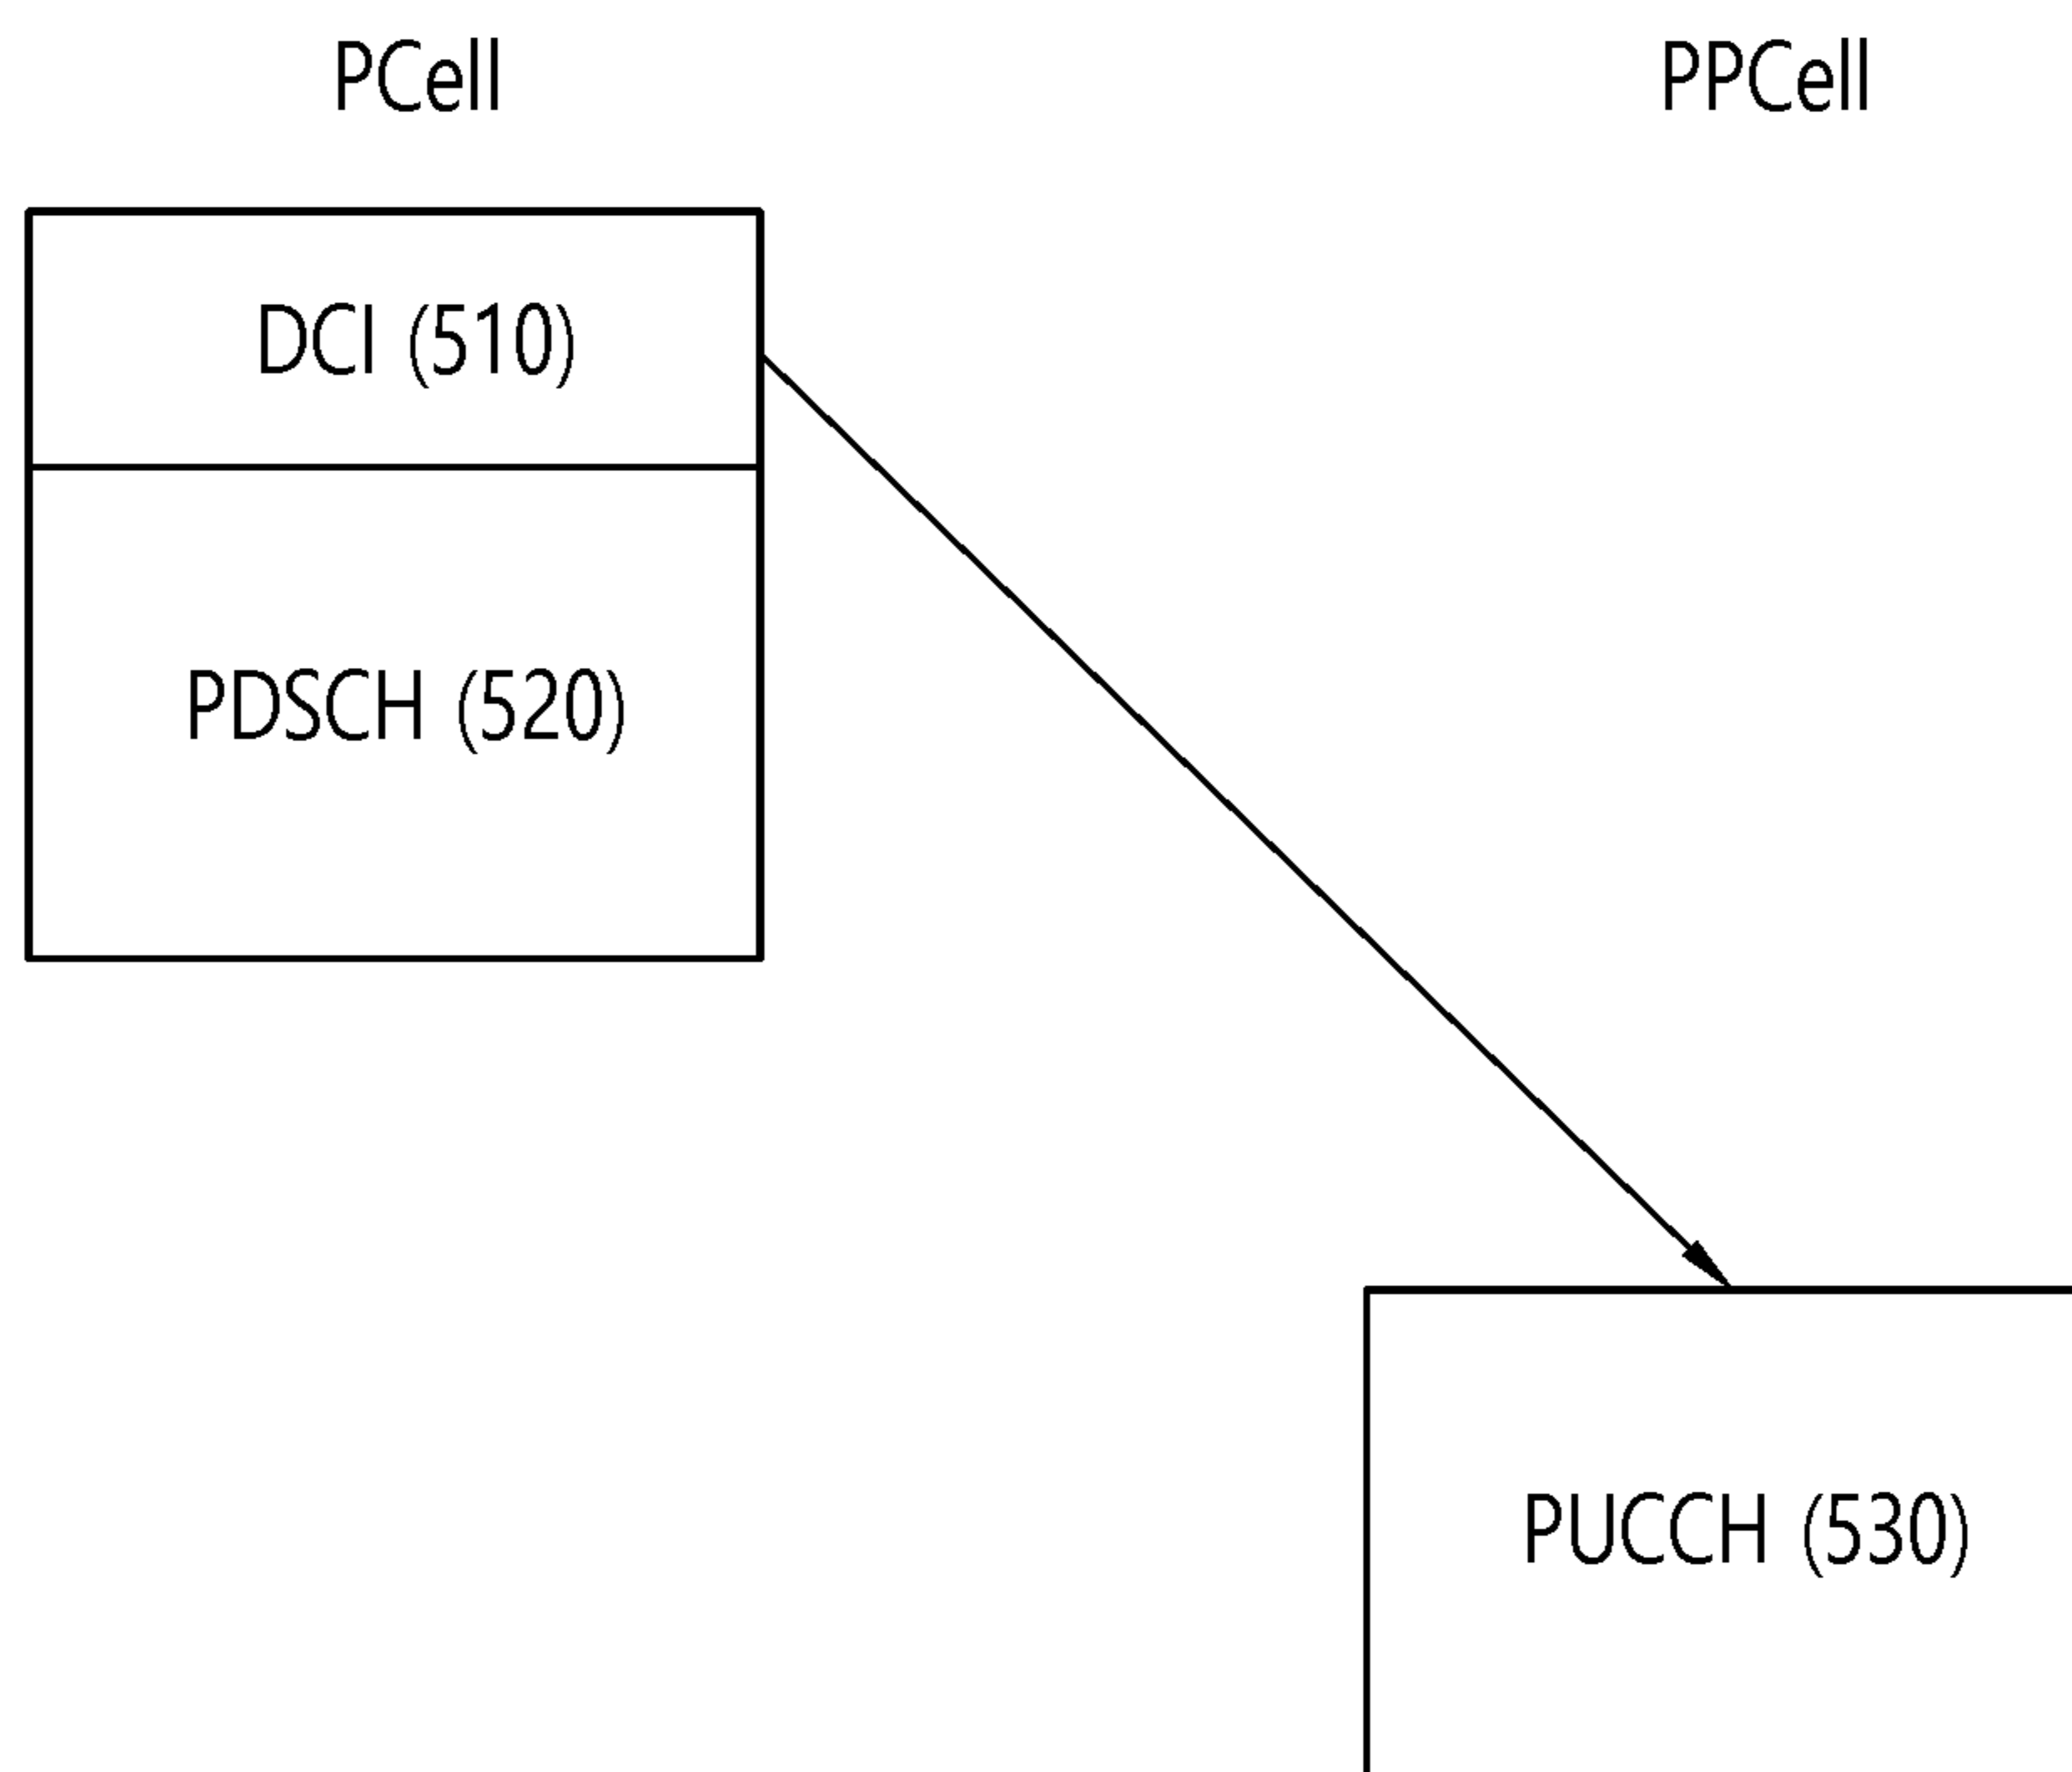 PCell
PPCell
DCI (510)
PDSCH (520)
PUCCH (530)